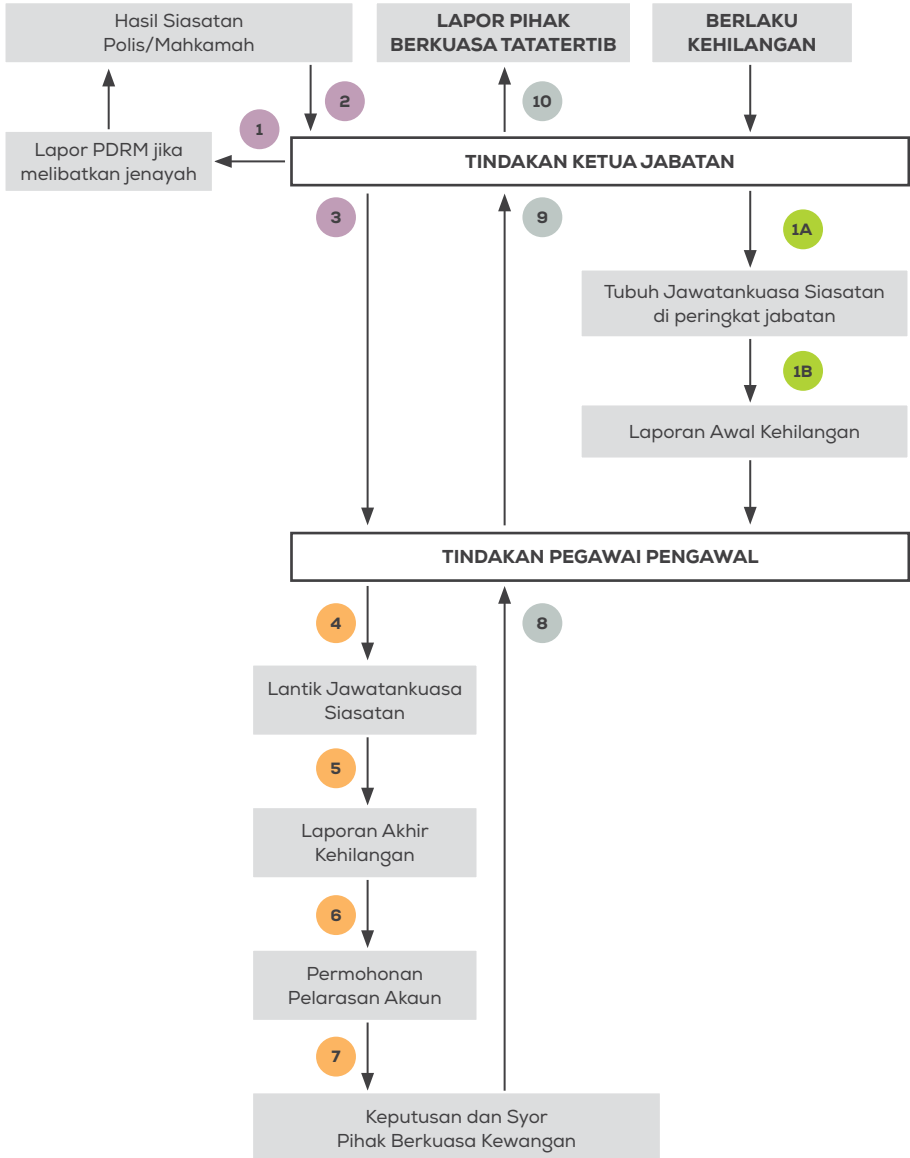 Hasil Siasatan
Polis/Mahkamah
LAPOR PIHAK
BERKUASA TATATERTIB
BERLAKU
KEHILANGAN
2
10
1
Lapor PDRM jika
melibatkan jenayah
TINDAKAN KETUA JABATAN
3
9
1A
Tubuh Jawatankuasa Siasatan
di peringkat jabatan
1B
Laporan Awal Kehilangan
TINDAKAN PEGAWAI PENGAWAL
4
8
Lantik Jawatankuasa
Siasatan
5
Laporan Akhir
Kehilangan
6
Permohonan
Pelarasan Akaun
7
Keputusan dan Syor
Pihak Berkuasa Kewangan